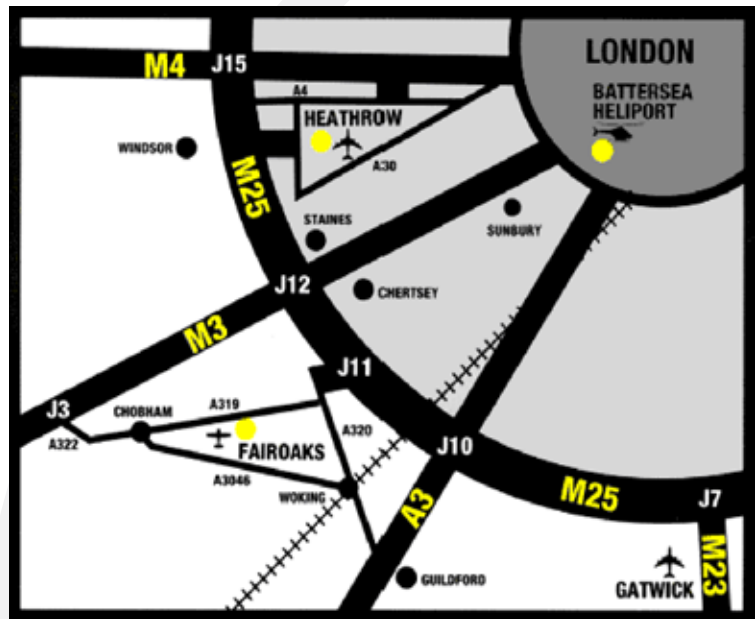 LONDON
M4
J15
A4
BATTERSEA
HELIPORT
HEATHROW
WINDSOR
A30
M25
STAINES
SUNBURY
J12
CHERTSEY
M3
J11
J3
CHOBHAM
A319
A320
A322
FAIROAKS
J10
A3046
WOKING
A3
M25
J7
M23
GUILDFORD
GATWICK